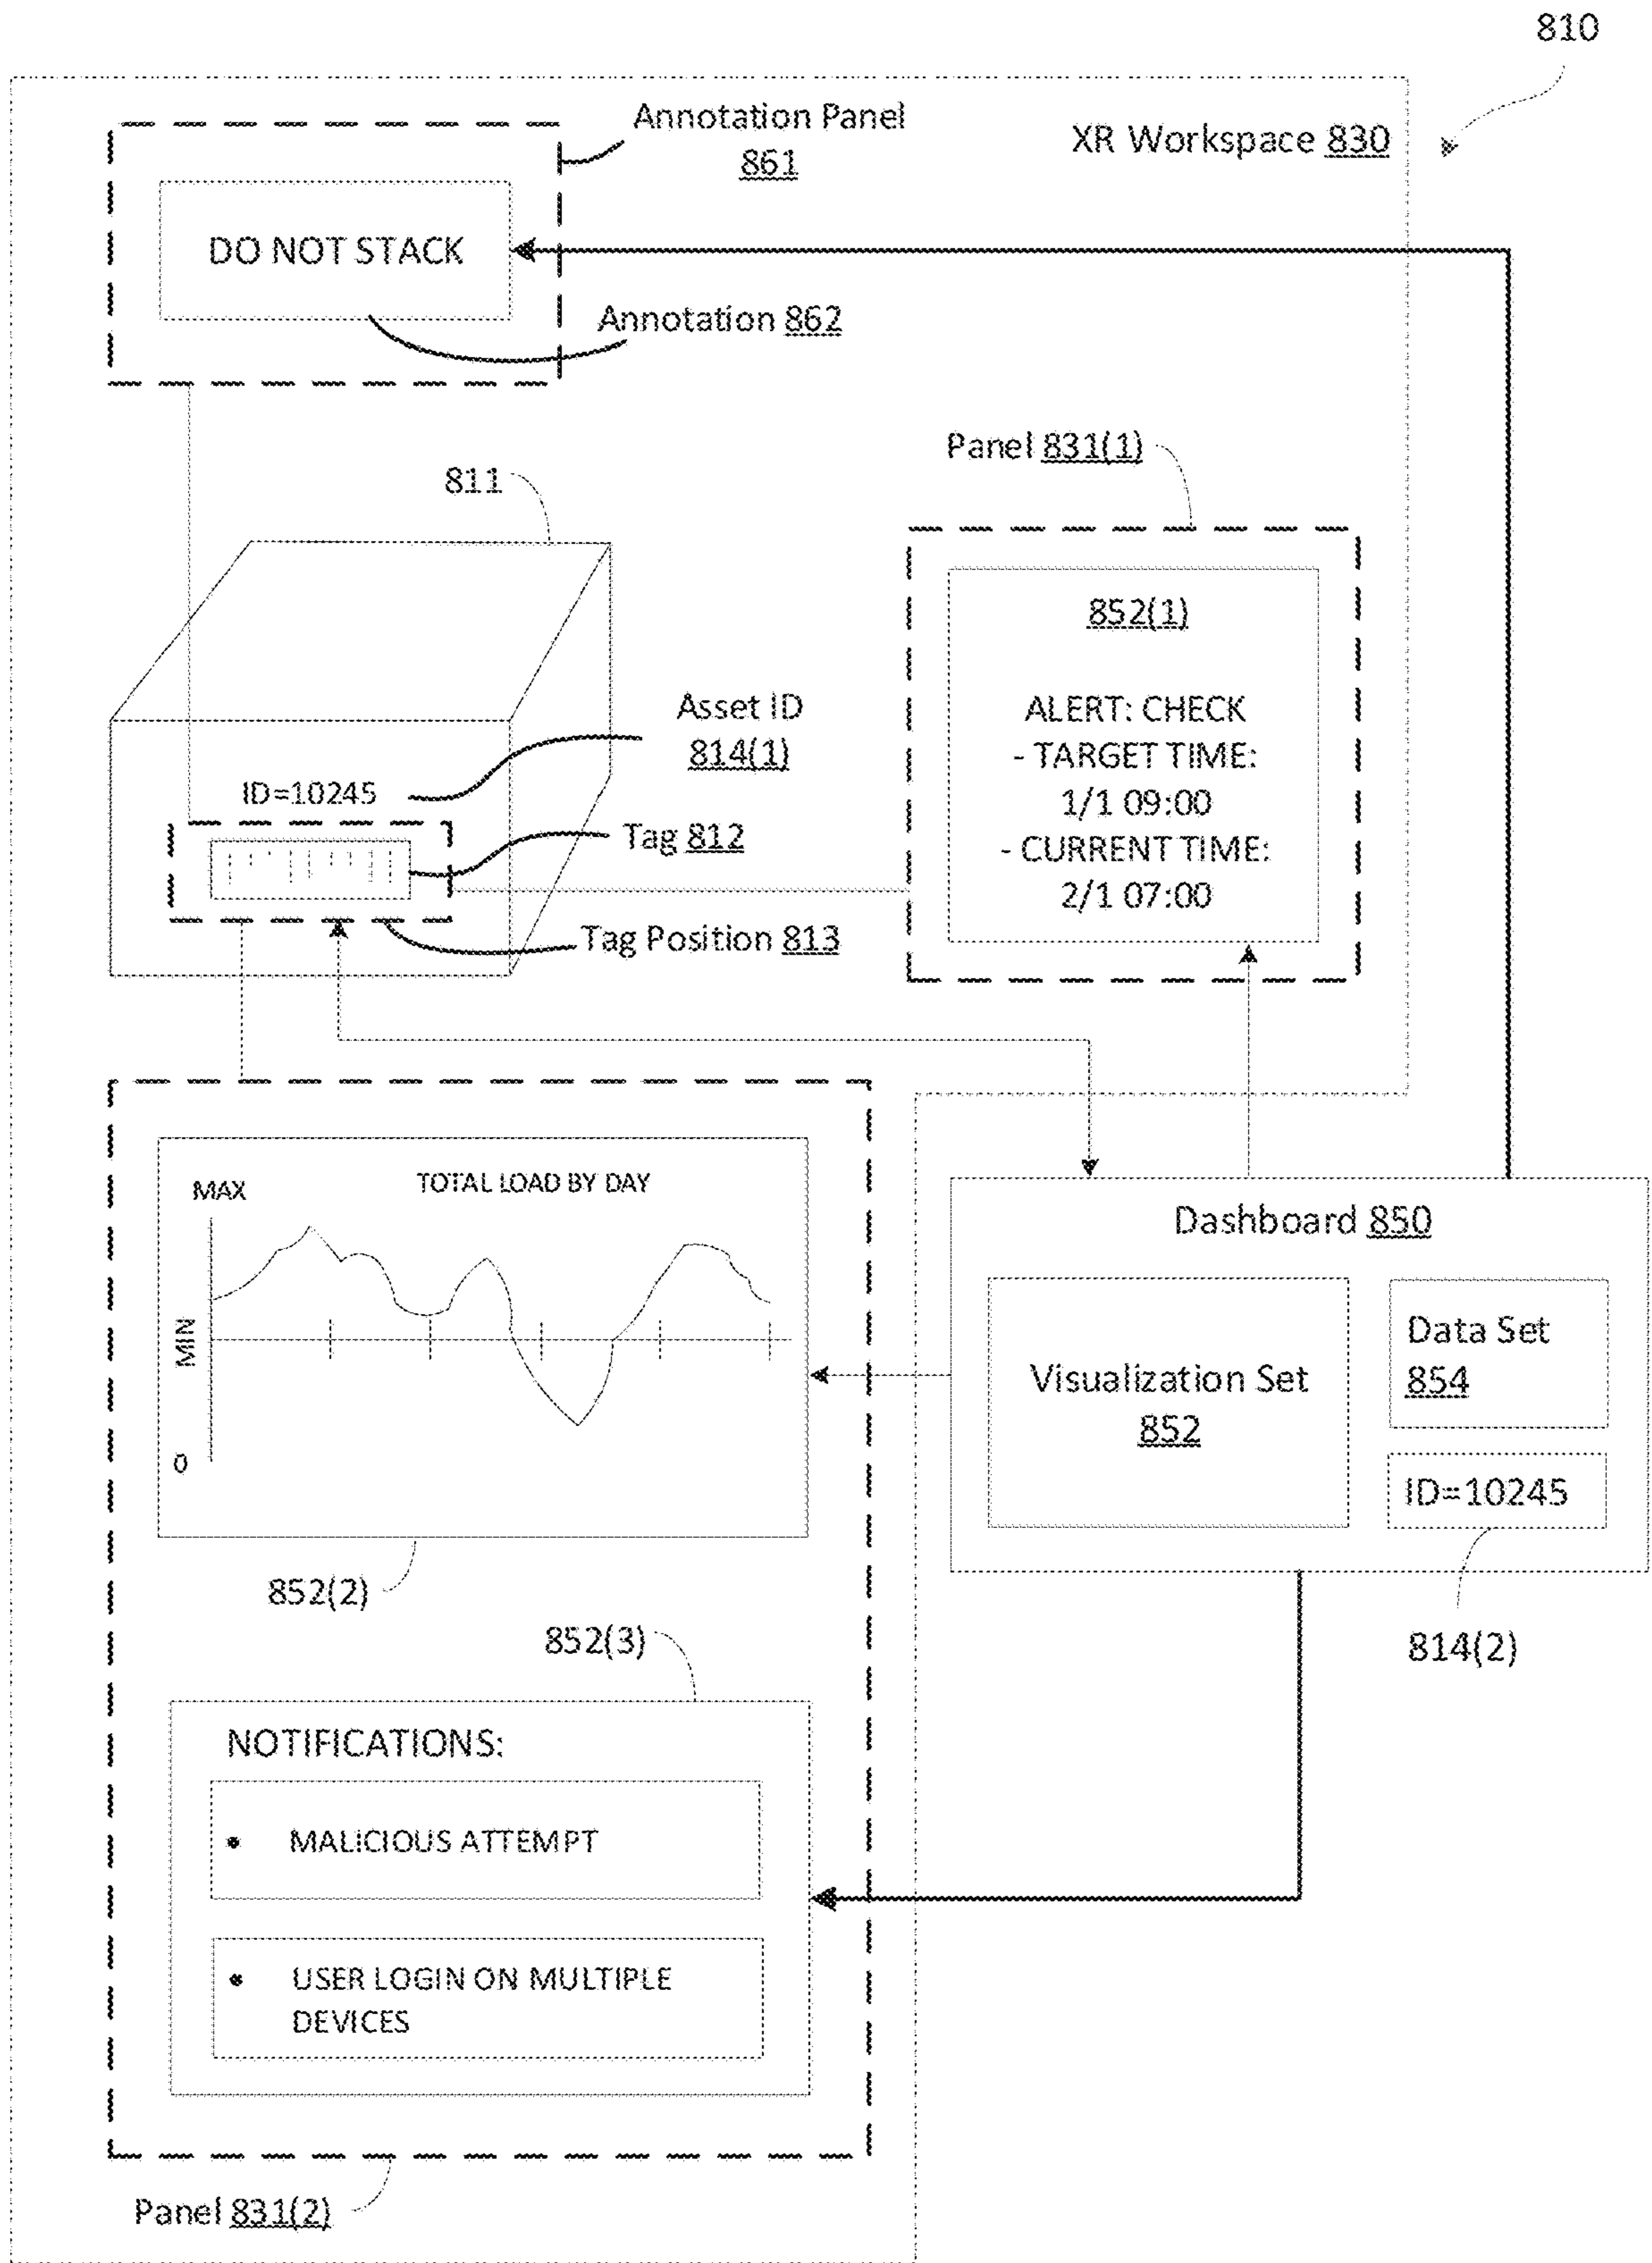 810
XR Workspace 830
Annotation Panel
861
DO NOT STACK
Annotation 862
Panel 831(1)
811
852(1)
ALERT: CHECK
- TARGET TIME:
1/1 09:00
- CURRENT TIME:
2/1 07:00
Asset ID
814(1)
ID=10245
Tag 812
Tag Position 813
TOTAL LOAD BY DAY
MAX
MIN
0
852(2)
Dashboard 850
Visualization Set
852
Data Set
854
ID=10245
814(2)
852(3)
NOTIFICATIONS:
• MALICIOUS ATTEMPT
• USER LOGIN ON MULTIPLE
DEVICES
Panel 831(2)